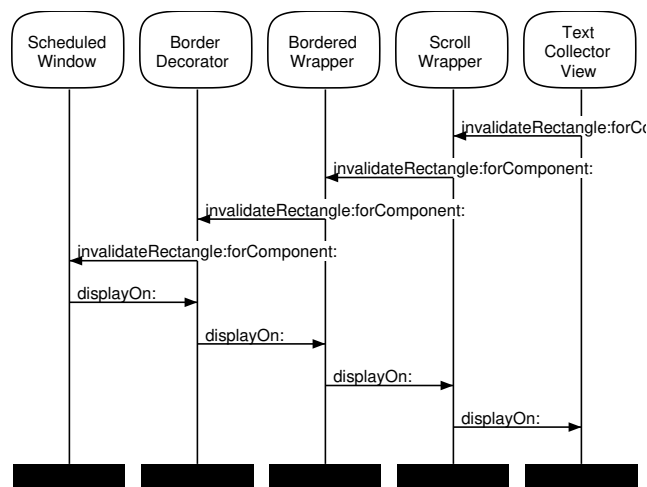 Scheduled
Window
Border
Decorator
Bordered
Wrapper
Scroll
Wrapper
Text
Collector
View
invalidateRectangle:forCo
invalidateRectangle:forComponent:
invalidateRectangle:forComponent:
invalidateRectangle:forComponent:
displayOn:
displayOn:
displayOn:
displayOn: